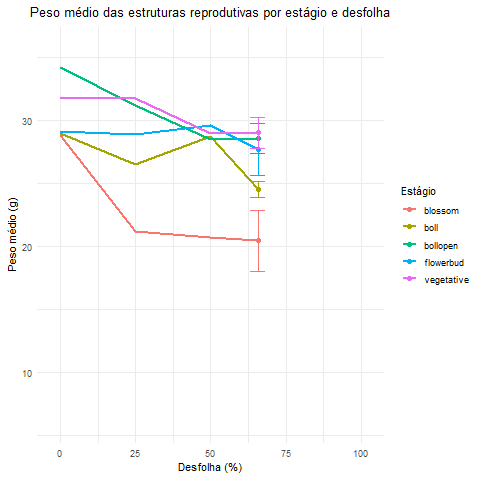 Peso médio das estruturas reprodutivas por estágio e desfolha
30
20
10
Peso médio (g)
0
25
50
75
100
Desfolha (%)
Estágio
blossom
boll
bollopen
flowerbud
vegetative